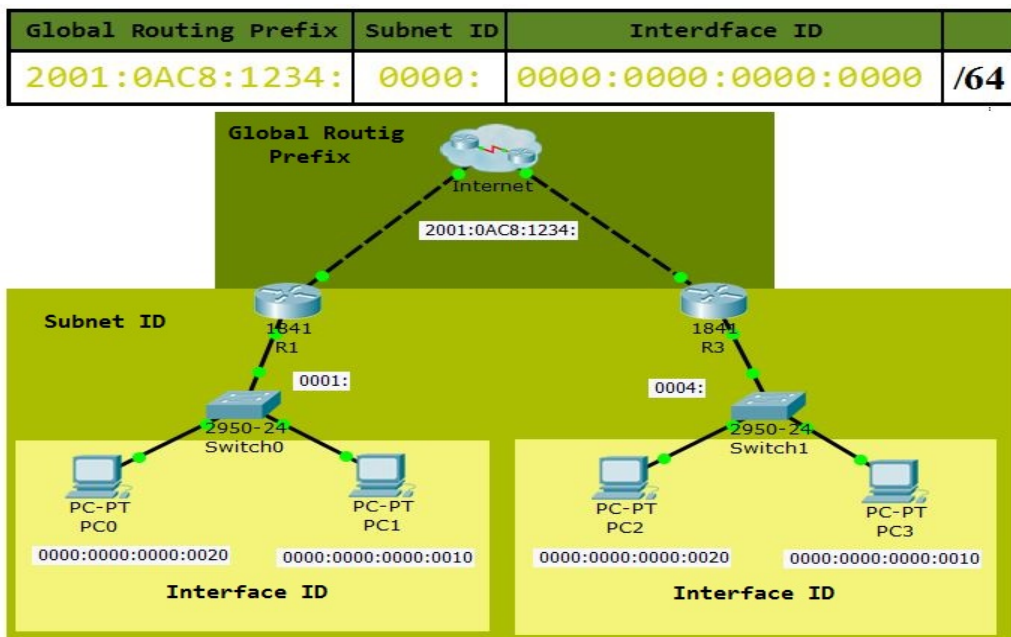 Global Routing Prefix Subnet ID Interdface ID
2001:0AC8:1234: 0000: 0000:0000:0000:0000 /64
Global Routig
Prefix
Internet
2001:0AC8:1234:
Subnet ID
1841
R1
1841
R3
0001:
0004:
2950-24
Switch0
2950-24
Switch1
PC-PT
PC0
PC-PT
PC1
PC-PT
PC2
PC-PT
PC3
0000:0000:0000:0020
0000:0000:0000:0010
0000:0000:0000:0020
0000:0000:0000:0010
Interface ID
Interface ID